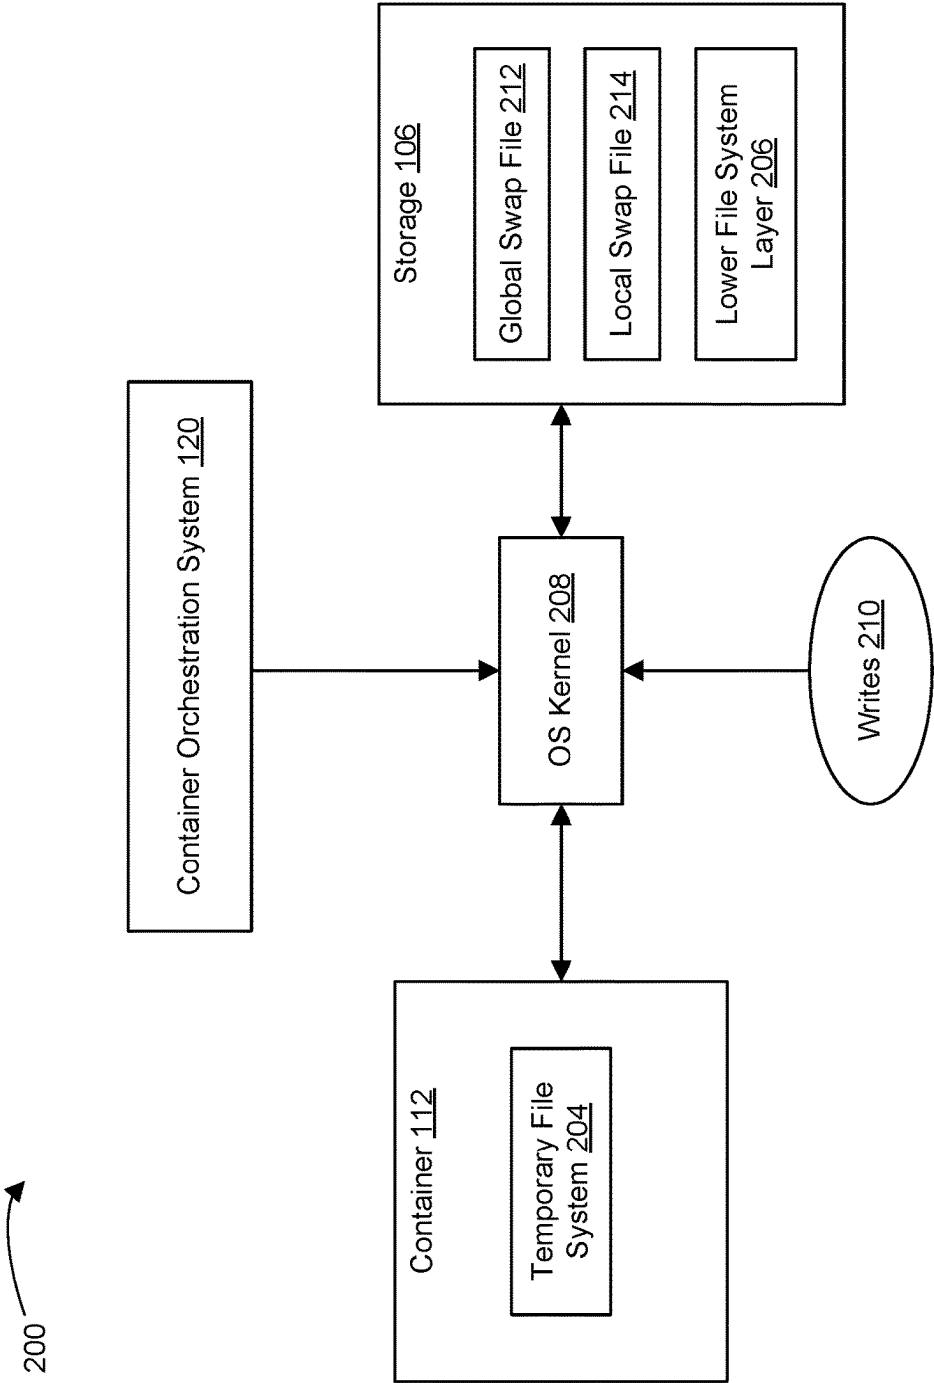 200
Container Orchestration System 120
Container 112
Temporary File
System 204
OS Kernel 208
Writes 210
Storage 106
Global Swap File 212
Local Swap File 214
Lower File System
Layer 206